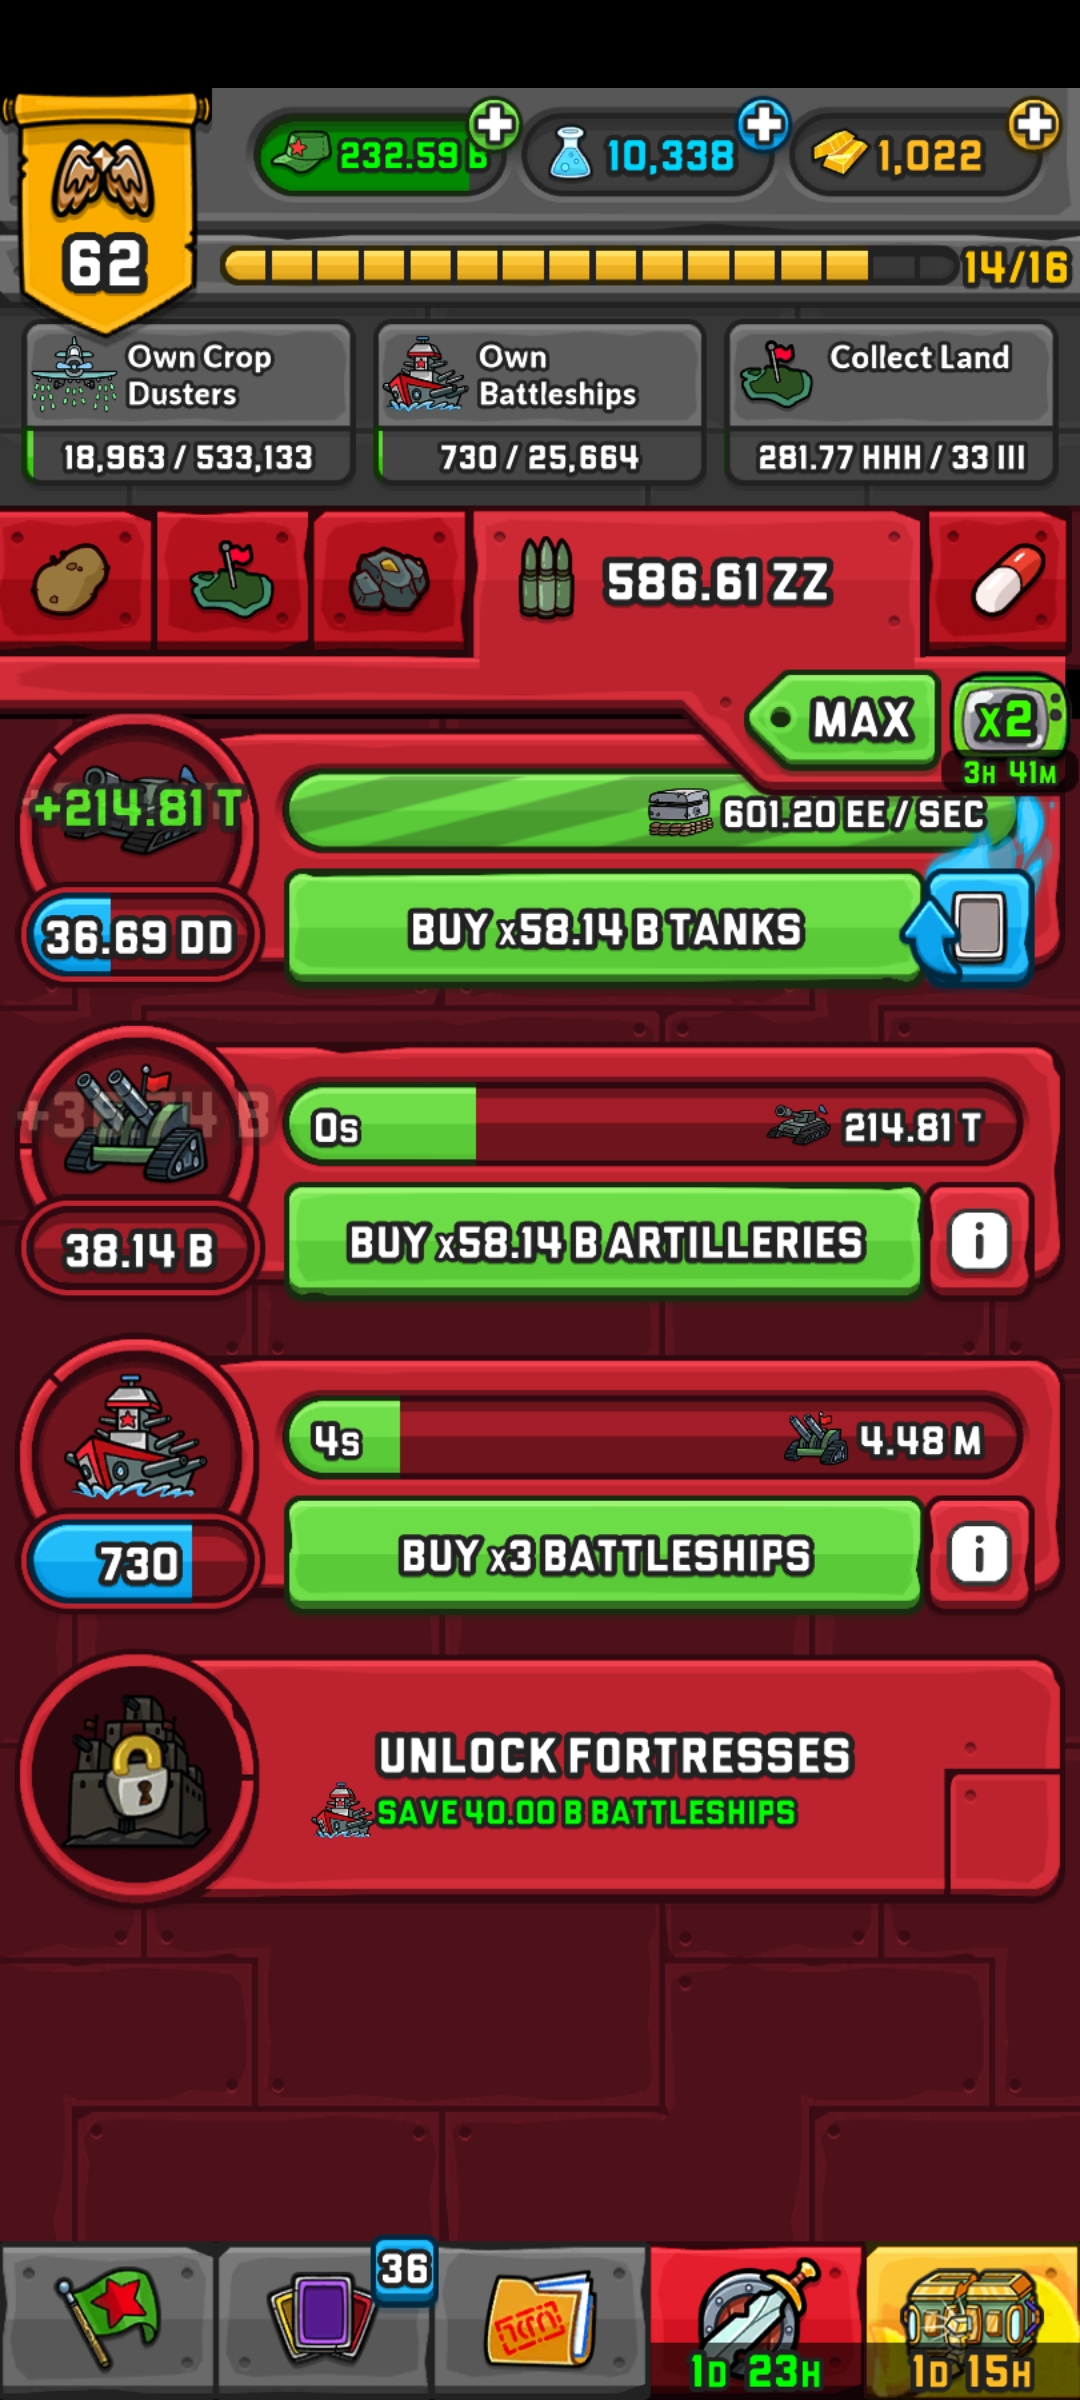 62
232.59 B
10,338
1,022
14/16
Own Crop
Dusters
18,963 / 533,133
Own
Battleships
730 / 25,664
Collect Land
281.77 HHH / 33 III
586.61 ZZ
MAX
x2
3H 41M
+214.81 T
601.20 EE / SEC
36.69 DD
BUY x58.14 B TANKS
0s
214.81 T
38.14 B
BUY x58.14 B ARTILLERIES
i
4s
4.48 M
730
BUY x3 BATTLESHIPS
i
UNLOCK FORTRESSES
SAVE 40.00 B BATTLESHIPS
36
1D 23H
1D 15H